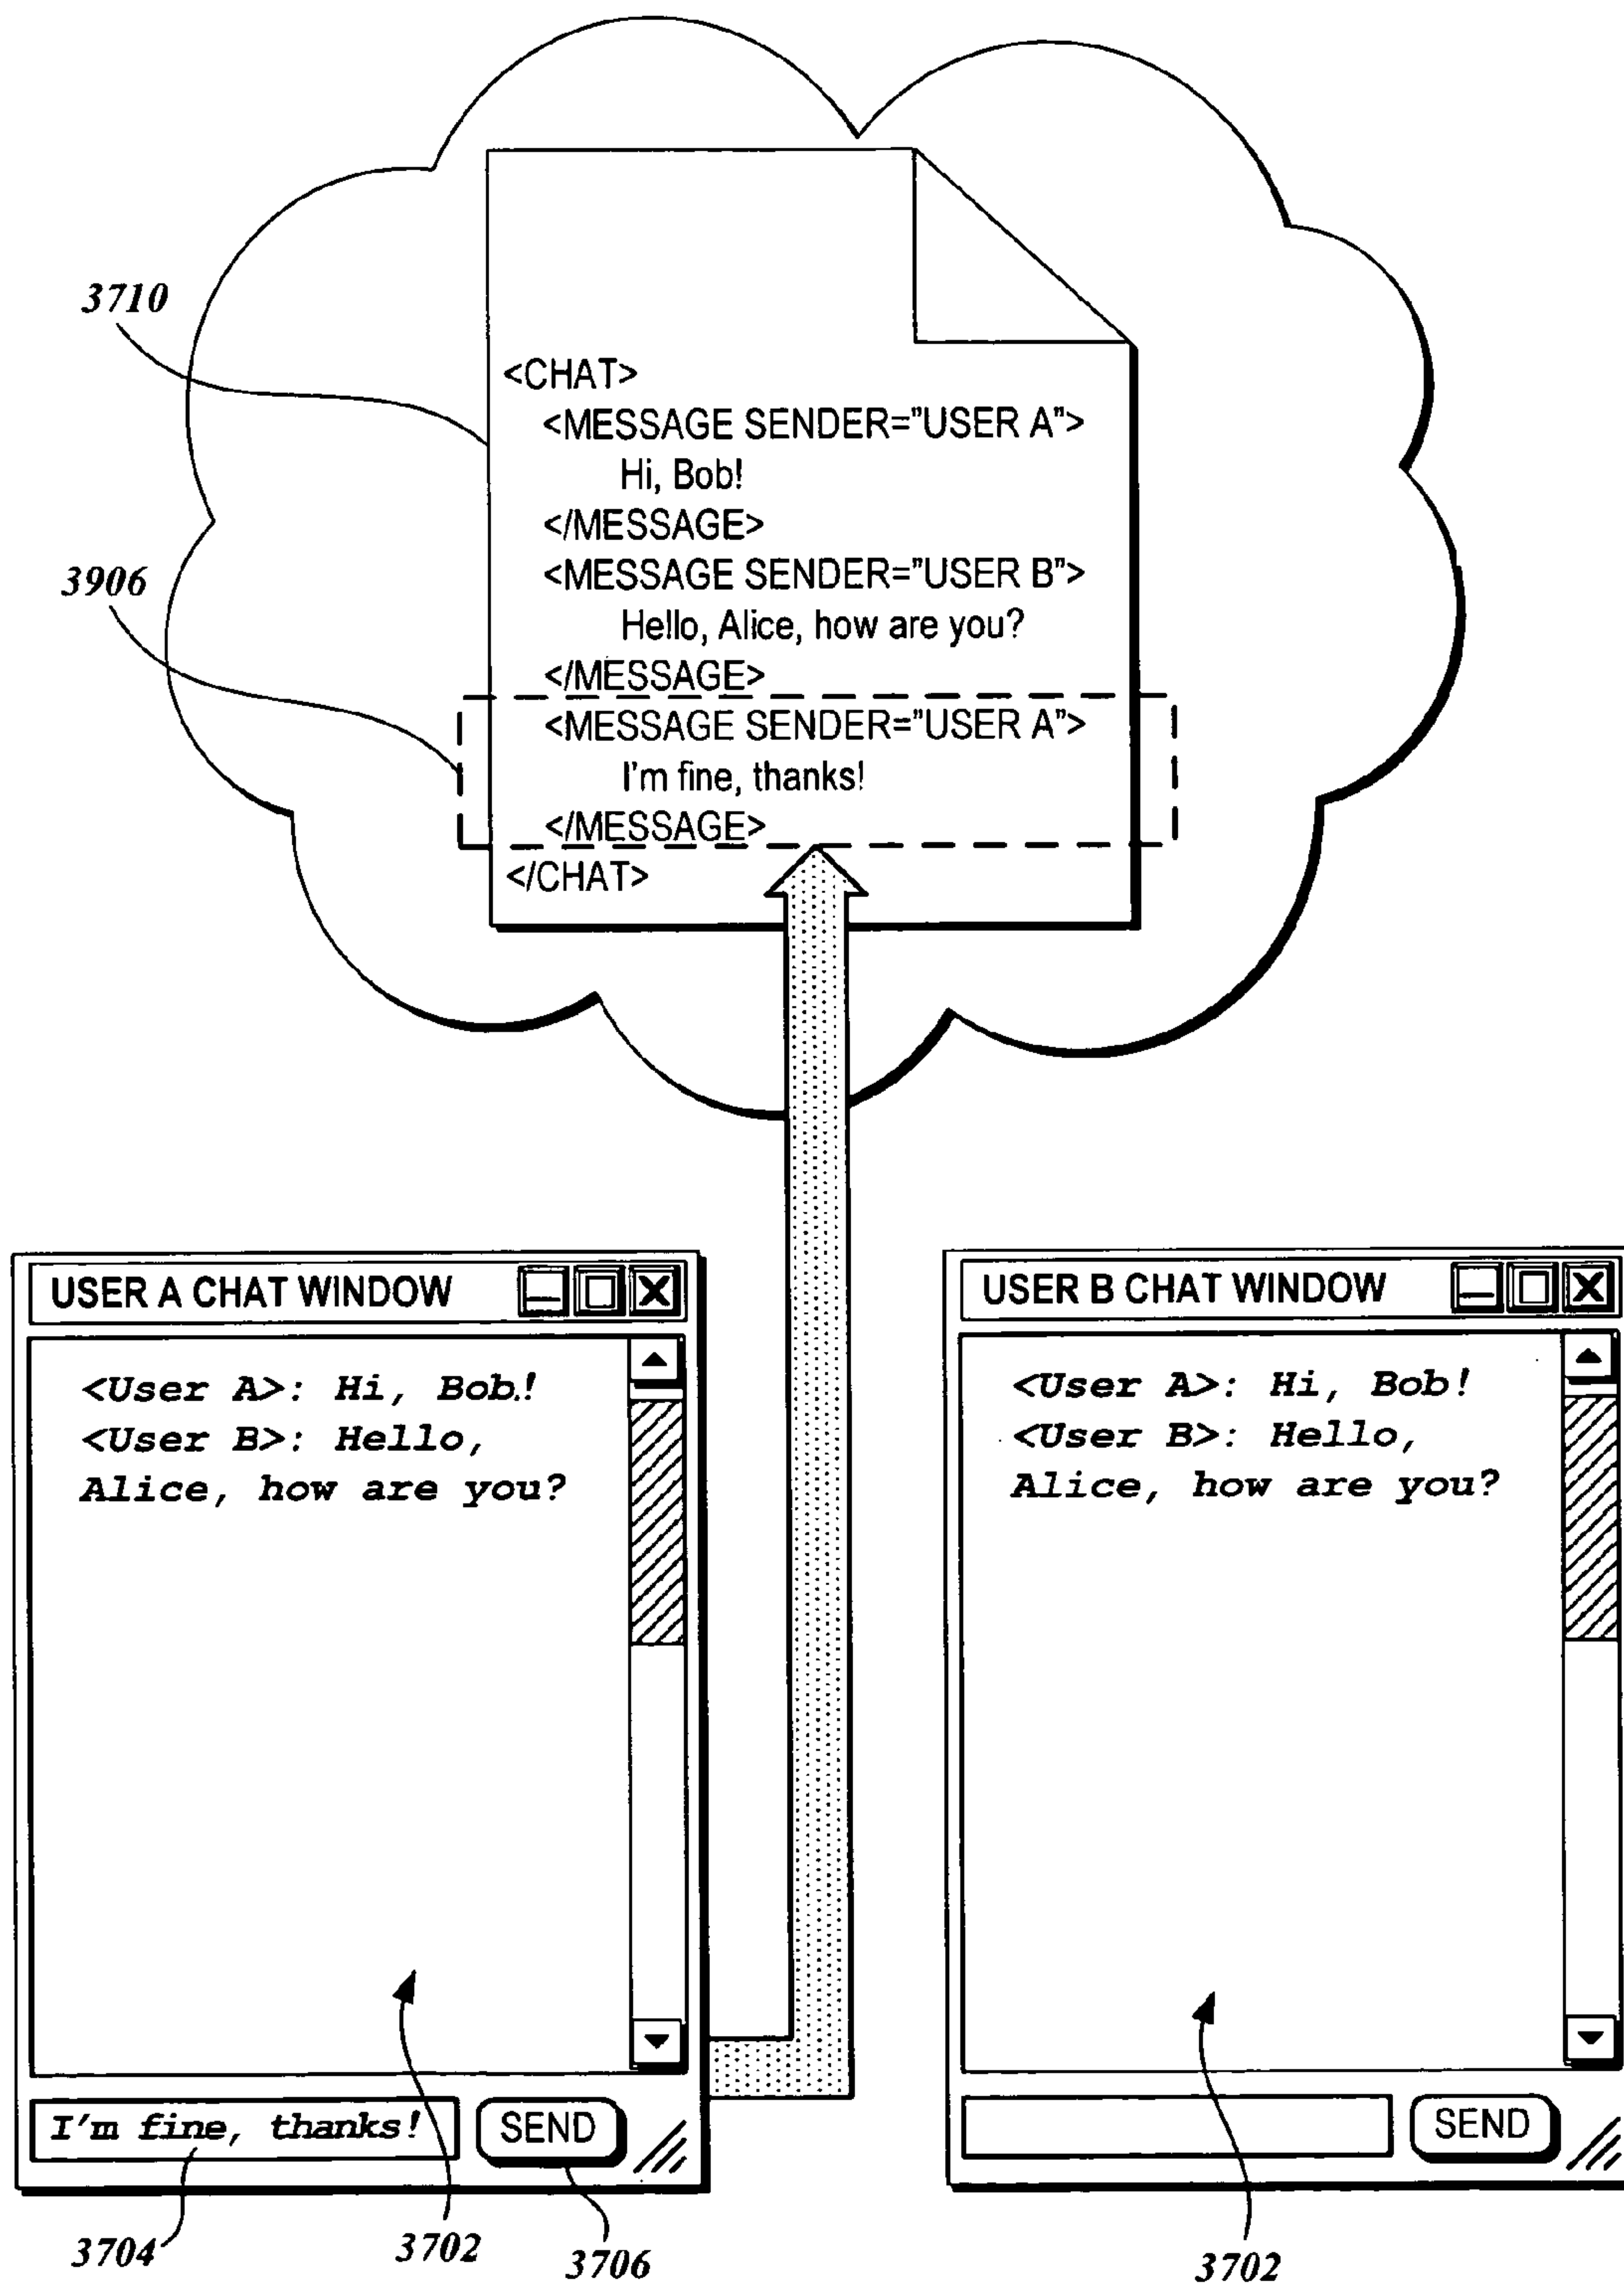 3710
<CHAT>
<MESSAGE SENDER="USER A">
Hi, Bob!
</MESSAGE>
<MESSAGE SENDER="USER B">
3906
Hello, Alice, how are you?
</MESSAGE>
<MESSAGE SENDER="USER A">
I'm fine, thanks!
</MESSAGE>
</CHAT>
USER A CHAT WINDOW
<User A>: Hi, Bob!
<User B>: Hello,
Alice, how are you?
I'm fine, thanks!
SEND
3704
3702
3706
USER B CHAT WINDOW
<User A>: Hi, Bob!
<User B>: Hello,
Alice, how are you?
SEND
3702